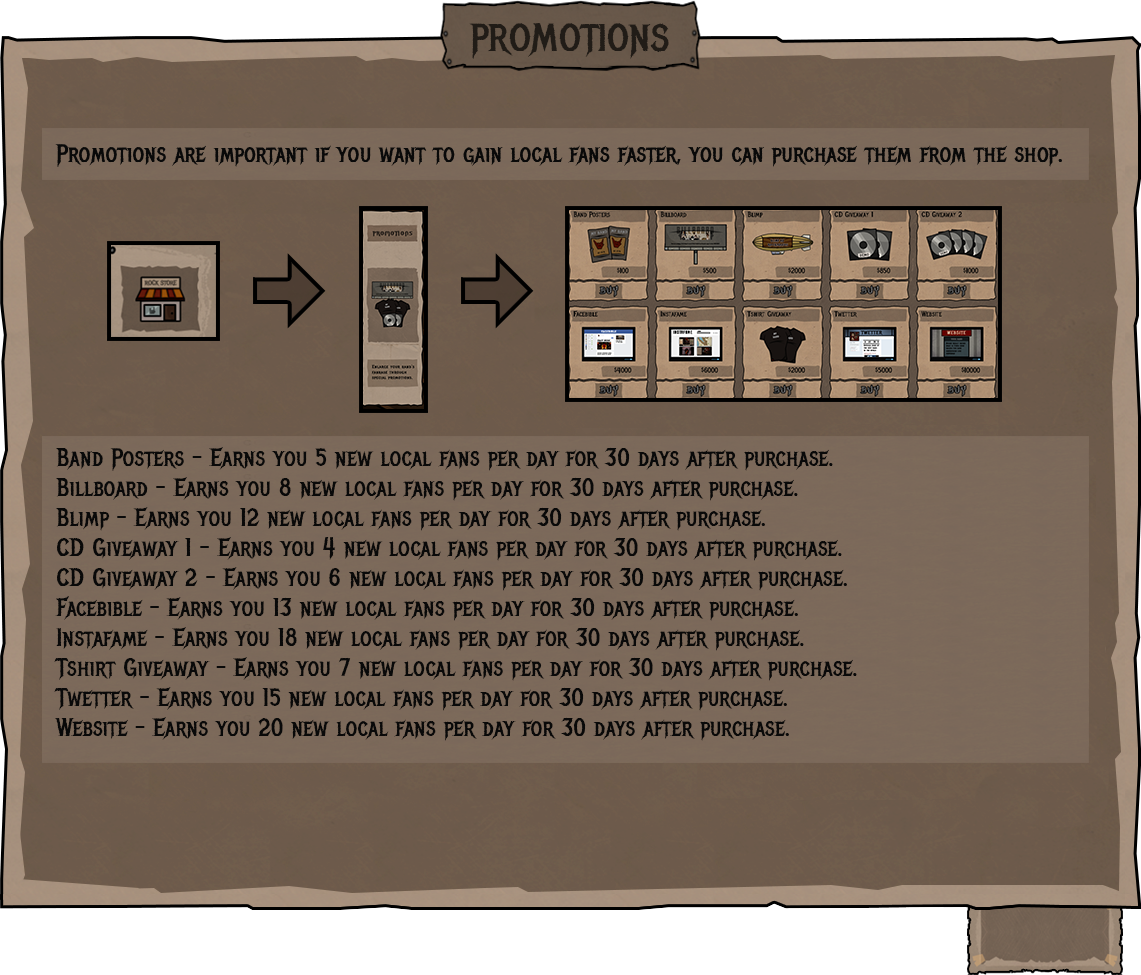 PROMOTIONS
PROMOTIONS ARE IMPORTANT IF YOU WANT TO GAIN LOCAL FANS FASTER, YOU CAN PURCHASE THEM FROM THE SHOP.
ROCK STORE
PROMOTIONS
ENLARGE YOUR BAND'S
FANBASE THROUGH
SPECIAL PROMOTIONS.
BAND POSTERS BILLBOARD BLIMP CD GIVEAWAY 1 CD GIVEAWAY 2
$500 $2000 $850
BUY BUY BUY BUY BUY
FACEBIBLE INSTAFAME TSHIRT GIVEAWAY TWETTER WEBSITE
INSTAFAME WEBSITE
$4000 $6000 $2000 $5000 $10000
BUY BUY BUY BUY BUY
BAND POSTERS - EARNS YOU 5 NEW LOCAL FANS PER DAY FOR 30 DAYS AFTER PURCHASE.
BILLBOARD - EARNS YOU 8 NEW LOCAL FANS PER DAY FOR 30 DAYS AFTER PURCHASE.
BLIMP - EARNS YOU 12 NEW LOCAL FANS PER DAY FOR 30 DAYS AFTER PURCHASE.
CD GIVEAWAY 1 - EARNS YOU 4 NEW LOCAL FANS PER DAY FOR 30 DAYS AFTER PURCHASE.
CD GIVEAWAY 2 - EARNS YOU 6 NEW LOCAL FANS PER DAY FOR 30 DAYS AFTER PURCHASE.
FACEBIBLE - EARNS YOU 13 NEW LOCAL FANS PER DAY FOR 30 DAYS AFTER PURCHASE.
INSTAFAME - EARNS YOU 18 NEW LOCAL FANS PER DAY FOR 30 DAYS AFTER PURCHASE.
TSHIRT GIVEAWAY - EARNS YOU 7 NEW LOCAL FANS PER DAY FOR 30 DAYS AFTER PURCHASE.
TWETTER - EARNS YOU 15 NEW LOCAL FANS PER DAY FOR 30 DAYS AFTER PURCHASE.
WEBSITE - EARNS YOU 20 NEW LOCAL FANS PER DAY FOR 30 DAYS AFTER PURCHASE.